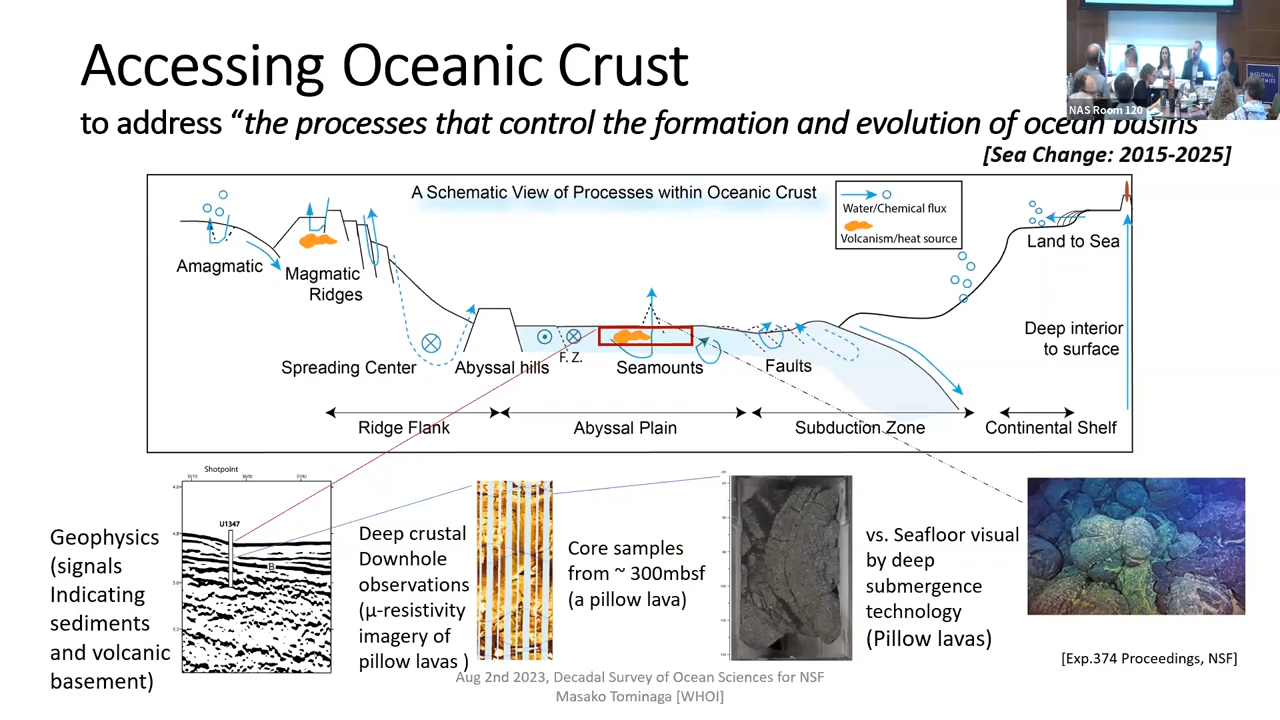 Accessing Oceanic Crust
to address “the processes that control the formation and evolution of ocean basins
[Sea Change: 2015-2025]
NAS Room 120
A Schematic View of Processes within Oceanic Crust
Water/Chemical flux
Volcanism/heat source
Amagmatic
Magmatic
Ridges
Spreading Center
Abyssal hills
F. Z.
Seamounts
Faults
Land to Sea
Deep interior
to surface
Ridge Flank
Abyssal Plain
Subduction Zone
Continental Shelf
Geophysics
(signals
Indicating
sediments
and volcanic
basement)
Shotpoint
U1347
B
Deep crustal
Downhole
observations
(μ-resistivity
imagery of
pillow lavas )
Core samples
from ~ 300mbsf
(a pillow lava)
vs. Seafloor visual
by deep
submergence
technology
(Pillow lavas)
[Exp.374 Proceedings, NSF]
Aug 2nd 2023, Decadal Survey of Ocean Sciences for NSF
Masako Tominaga [WHOI]